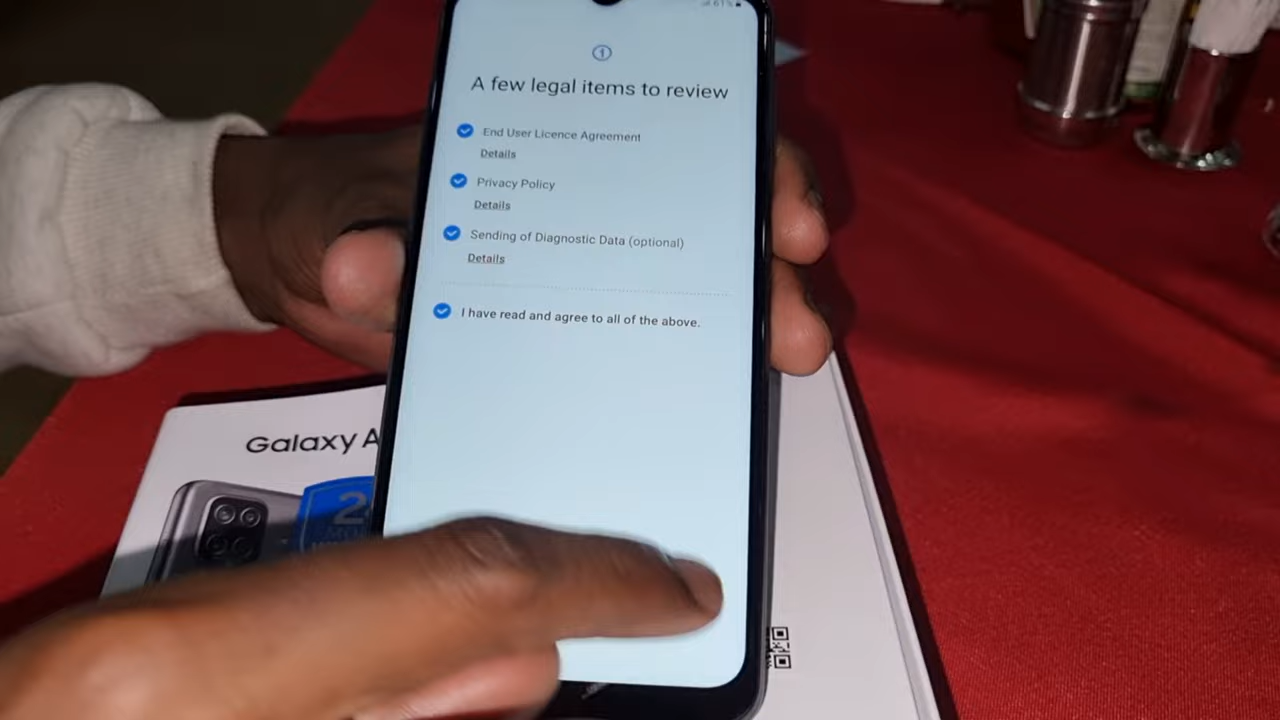 61%
A few legal items to review
End User Licence Agreement
Details
Privacy Policy
Details
Sending of Diagnostic Data (optional)
Details
I have read and agree to all of the above.
Galaxy A